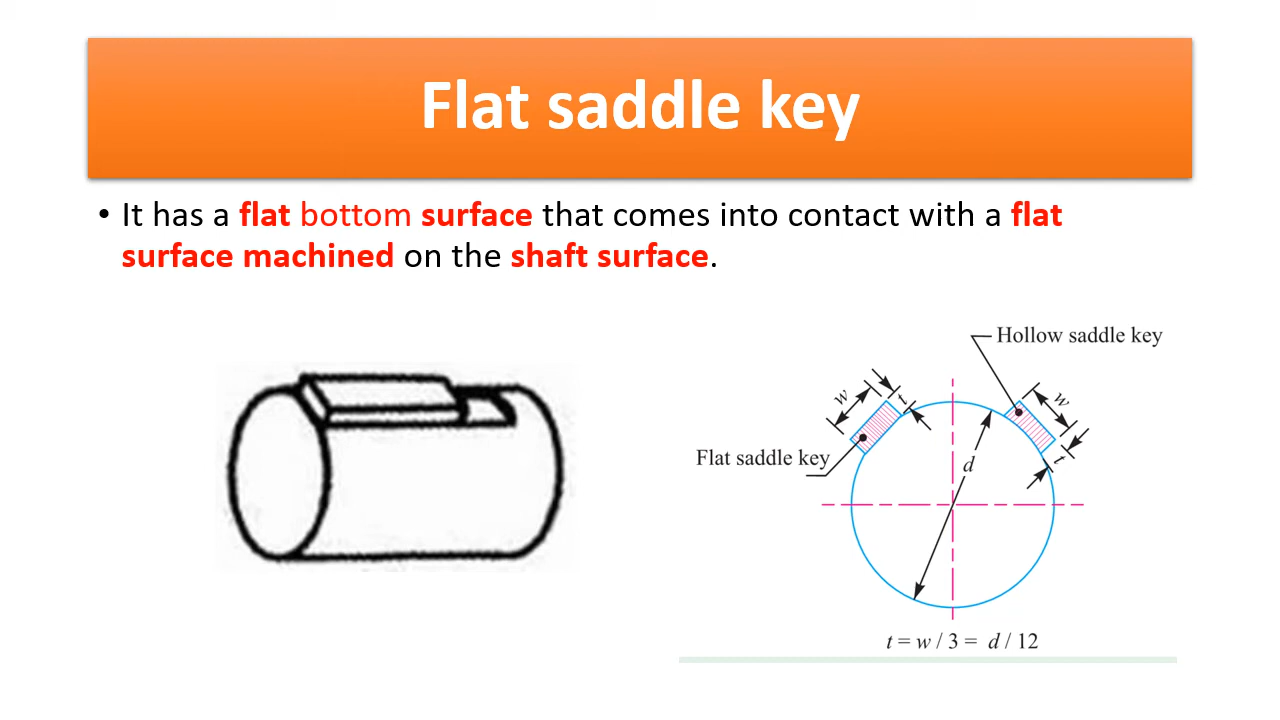 Flat saddle key
• It has a flat bottom surface that comes into contact with a flat
surface machined on the shaft surface.
Hollow saddle key
w
t
w
t
Flat saddle key
d
t = w / 3 = d / 12